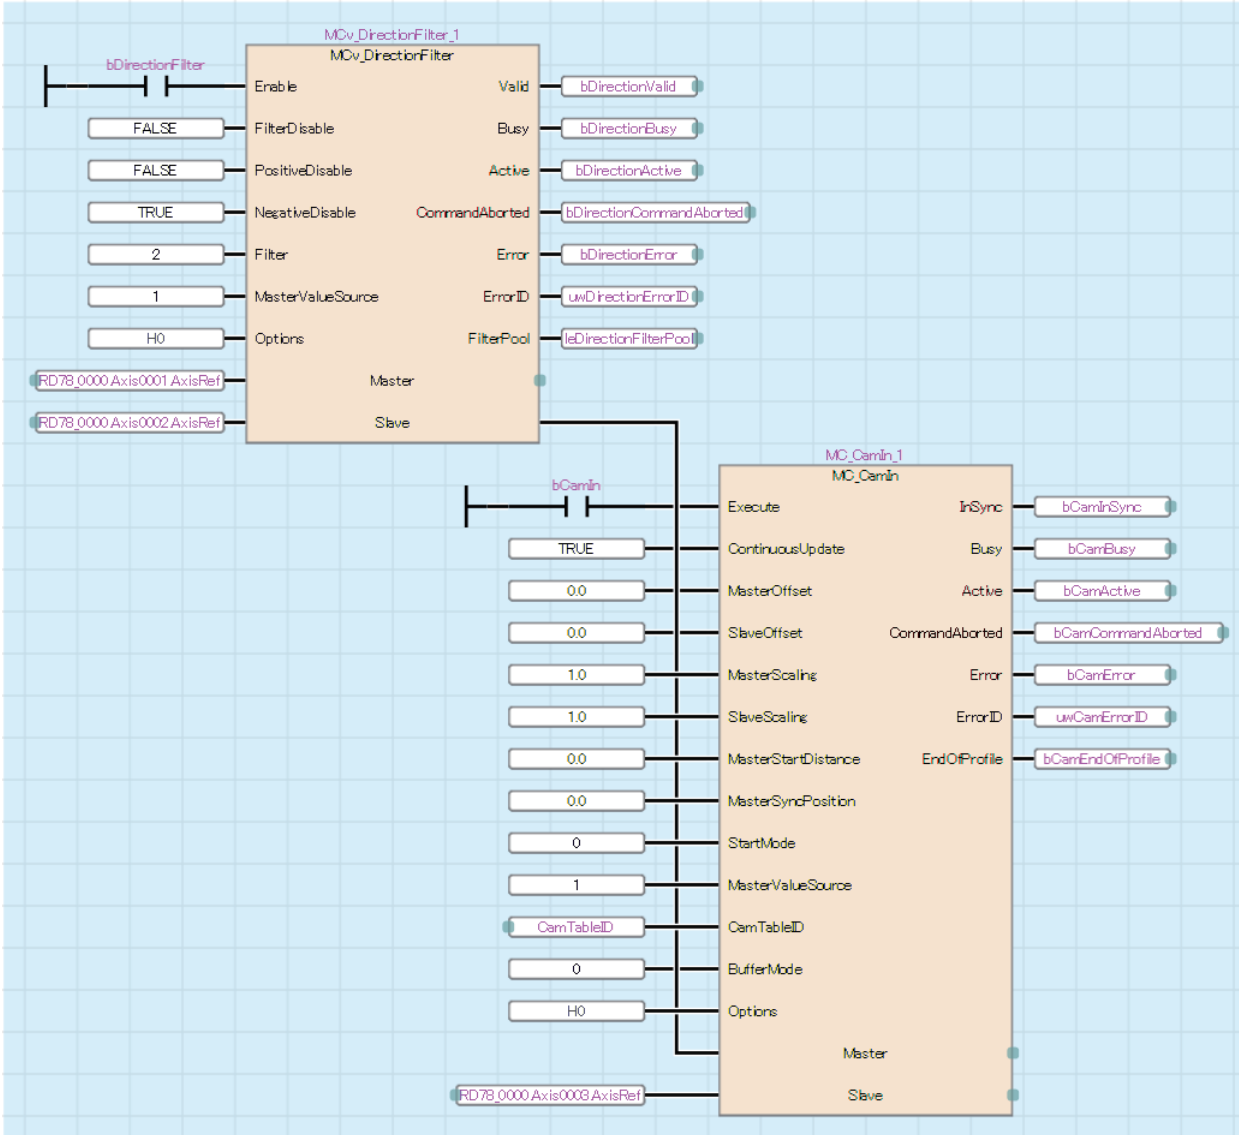 MCv_DirectionFilter_1
MCv_DirectionFilter
bDirectionFilter
Enable
Valid
bDirectionValid
FALSE
FilterDisable
Busy
bDirectionBusy
FALSE
PositiveDisable
Active
bDirectionActive
TRUE
NegativeDisable
CommandAborted
bDirectionCommandAborted
2
Filter
Error
bDirectionError
1
MasterValueSource
ErrorID
uwDirectionErrorID
H0
Options
FilterPool
leDirectionFilterPool
RD78_0000.Axis0001.AxisRef
Master
RD78_0000.Axis0002.AxisRef
Slave
MC_CamIn_1
MC_CamIn
bCamIn
Execute
InSync
bCamInSync
TRUE
ContinuousUpdate
Busy
bCamBusy
0.0
MasterOffset
Active
bCamActive
0.0
SlaveOffset
CommandAborted
bCamCommandAborted
1.0
MasterScaling
Error
bCamError
1.0
SlaveScaling
ErrorID
uwCamErrorID
0.0
MasterStartDistance
EndOfProfile
bCamEndOfProfile
0.0
MasterSyncPosition
0
StartMode
1
MasterValueSource
CamTableID
CamTableID
0
BufferMode
H0
Options
Master
RD78_0000.Axis0003.AxisRef
Slave